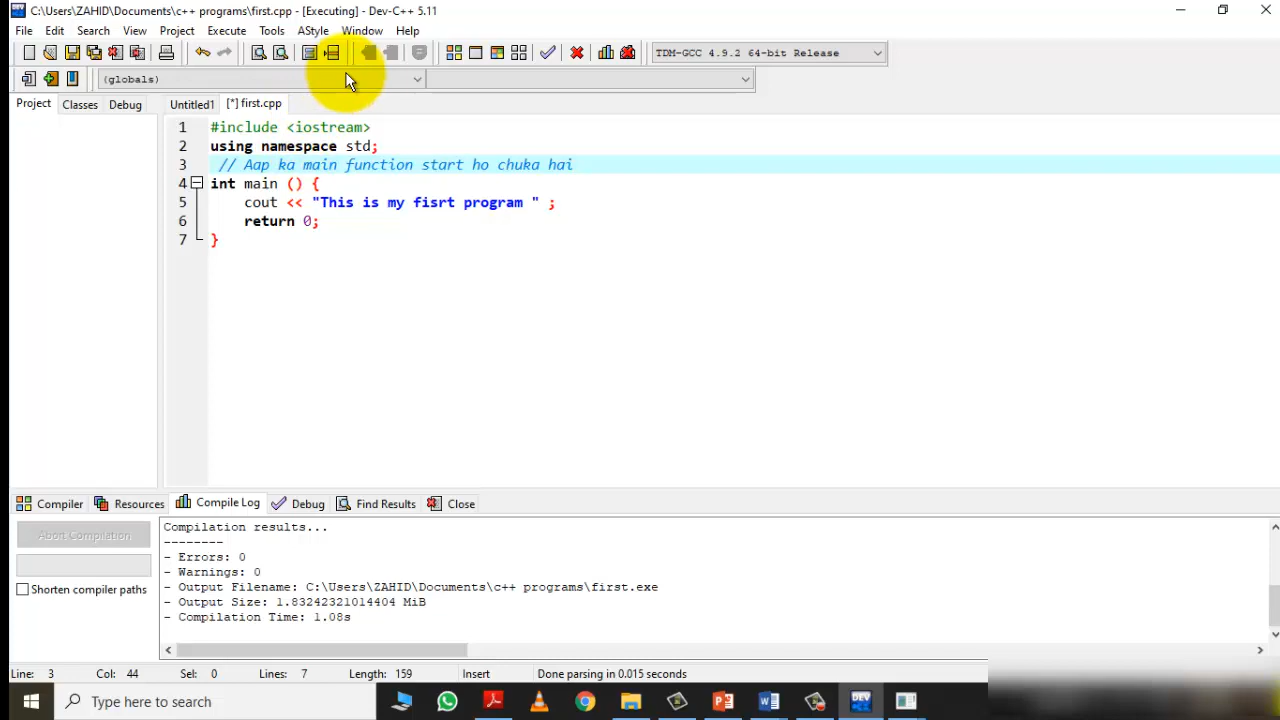 C:\Users\ZAHID\Documents\c++ programs\first.cpp - [Executing] - Dev-C++ 5.11
File Edit Search View Project Execute Tools AStyle Window Help
TDM-GCC 4.9.2 64-bit Release
(globals)
Project Classes Debug Untitled1 [*] first.cpp
1 #include <iostream>
2 using namespace std;
3 // Aap ka main function start ho chuka hai
4 int main () {
5 cout << "This is my fisrt program " ;
6 return 0;
7 }
Compiler Resources Compile Log Debug Find Results Close
Abort Compilation
Shorten compiler paths
Compilation results...
--------
- Errors: 0
- Warnings: 0
- Output Filename: C:\Users\ZAHID\Documents\c++ programs\first.exe
- Output Size: 1.83242321014404 MiB
- Compilation Time: 1.08s
Line: 3 Col: 44 Sel: 0 Lines: 7 Length: 159 Insert Done parsing in 0.015 seconds
Type here to search